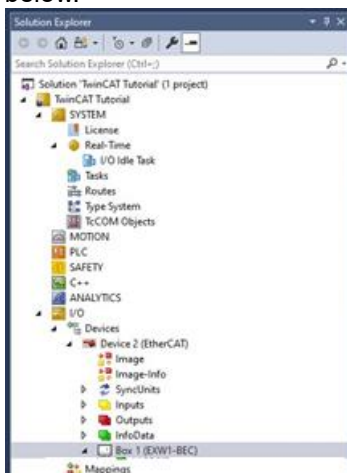 below.
Solution Explorer
Search Solution Explorer (Ctrl+;)
Solution 'TwinCAT Tutorial' (1 project)
TwinCAT Tutorial
SYSTEM
License
Real-Time
I/O Idle Task
Tasks
Routes
Type System
TcCOM Objects
MOTION
PLC
SAFETY
C++
ANALYTICS
I/O
Devices
Device 2 (EtherCAT)
Image
Image-Info
SyncUnits
Inputs
Outputs
InfoData
Box 1 (EXW1-BEC)
Mappings